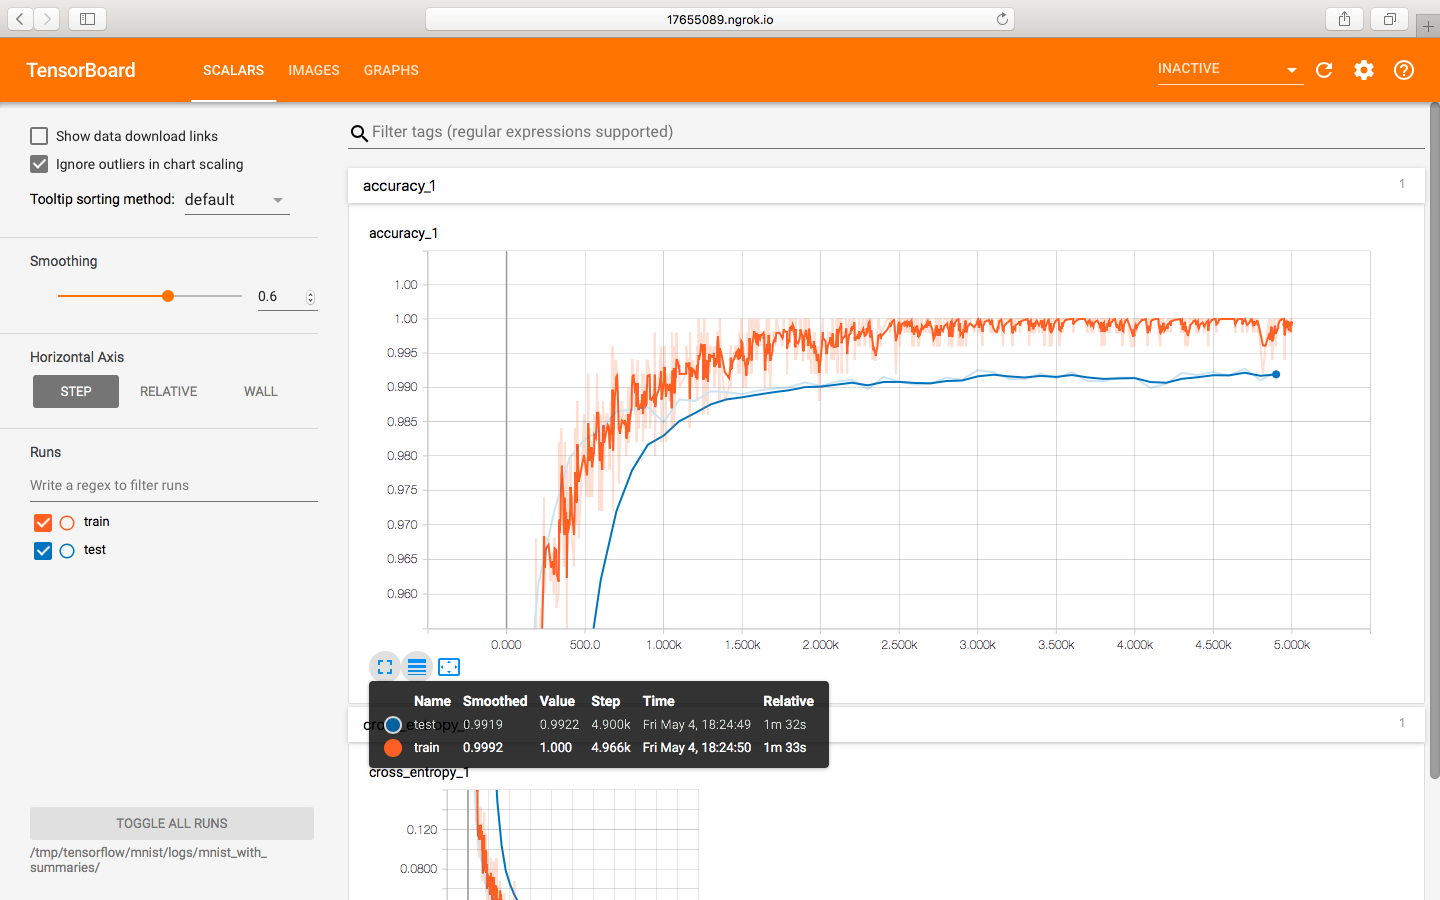 17655089.ngrok.io
TensorBoard SCALARS IMAGES GRAPHS INACTIVE
Show data download links
Ignore outliers in chart scaling
Tooltip sorting method: default
Smoothing
0.6
Horizontal Axis
STEP RELATIVE WALL
Runs
Write a regex to filter runs
train
test
TOGGLE ALL RUNS
/tmp/tensorflow/mnist/logs/mnist_with_
summaries/
Filter tags (regular expressions supported)
accuracy_1 1
accuracy_1
1.00
1.00
0.995
0.990
0.985
0.980
0.975
0.970
0.965
0.960
0.000 500.0 1.000k 1.500k 2.000k 2.500k 3.000k 3.500k 4.000k 4.500k 5.000k
Name Smoothed Value Step Time Relative
test 0.9919 0.9922 4.900k Fri May 4, 18:24:49 1m 32s
train 0.9992 1.000 4.966k Fri May 4, 18:24:50 1m 33s
cross_entropy_1 1
cross_entropy_1
0.120
0.0800